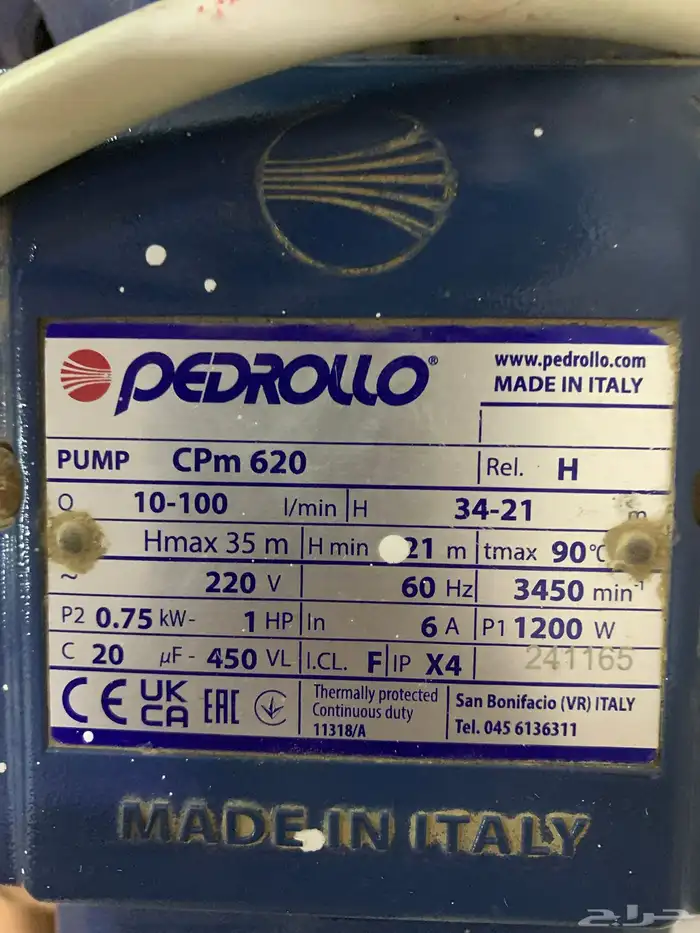 PEDROLLO®
www.pedrollo.com
MADE IN ITALY
PUMP CPm 620 Rel. H
Q 10-100 l/min H 34-21 m
Hmax 35 m H min 21 m tmax 90°C
~ 220 V 60 Hz 3450 min⁻¹
P2 0.75 kW- 1 HP In 6 A P1 1200 W
C 20 µF - 450 VL I.CL. F IP X4 241165
CE UK CA EAC
Thermally protected
Continuous duty
11318/A
San Bonifacio (VR) ITALY
Tel. 045 6136311
MADE IN ITALY
حراج